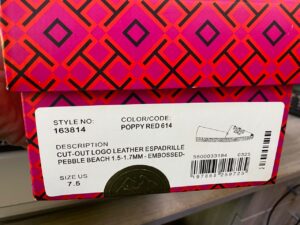 STYLE NO:
163814
COLOR/CODE:
POPPY RED 614
DESCRIPTION
CUT-OUT LOGO LEATHER ESPADRILLE
PEBBLE BEACH 1.5-1.7MM - EMBOSSED-
SIZE US
7.5
0323